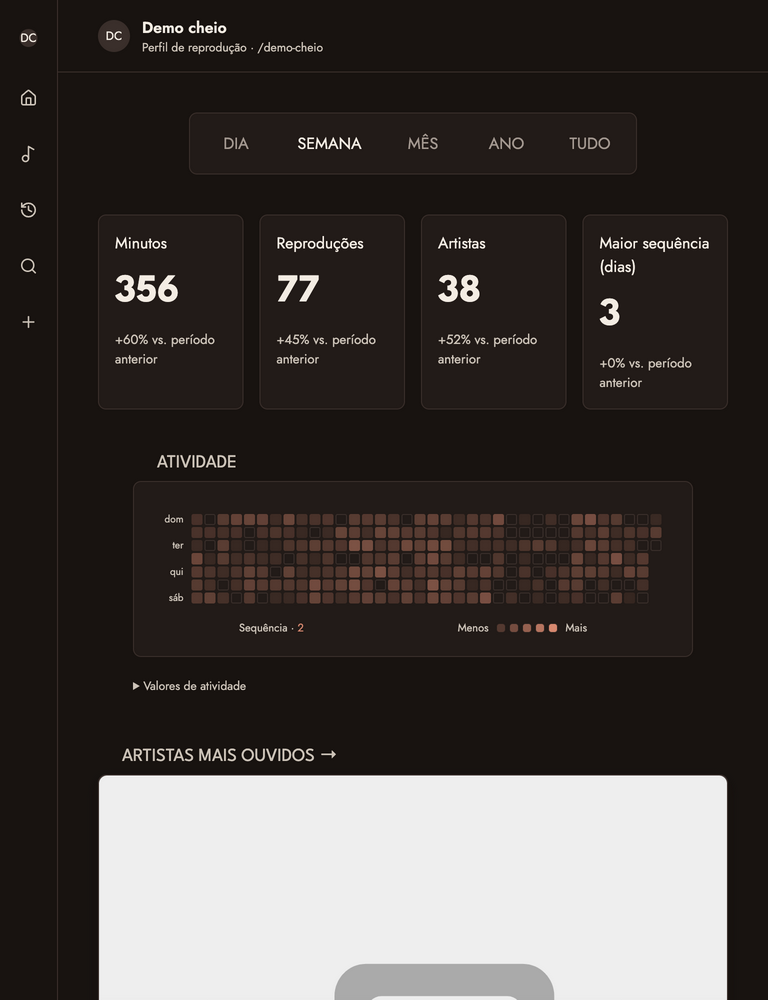 DC
DC
Demo cheio
Perfil de reprodução · /demo-cheio
DIA SEMANA MÊS ANO TUDO
Minutos
356
+60% vs. período
anterior
Reproduções
77
+45% vs. período
anterior
Artistas
38
+52% vs. período
anterior
Maior sequência
(dias)
3
+0% vs. período
anterior
ATIVIDADE
dom
ter
qui
sáb
Sequência · 2
Menos Mais
Valores de atividade
ARTISTAS MAIS OUVIDOS →